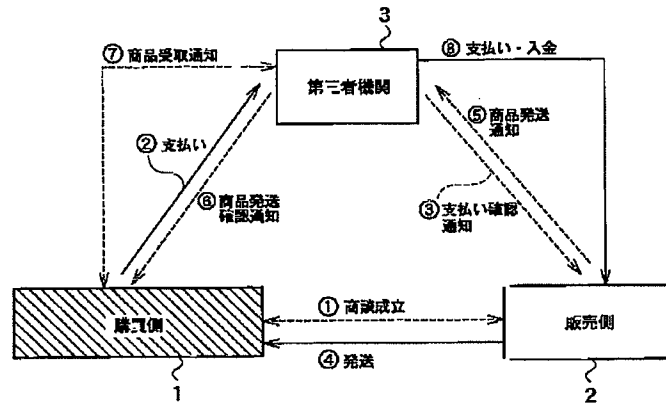 3
⑦商品受取通知
⑧支払い・入金
第三者機関
②支払い
⑤商品発送
通知
⑥商品発送
確認通知
③支払い確認
通知
購買側
①商談成立
販売側
④発送
1
2